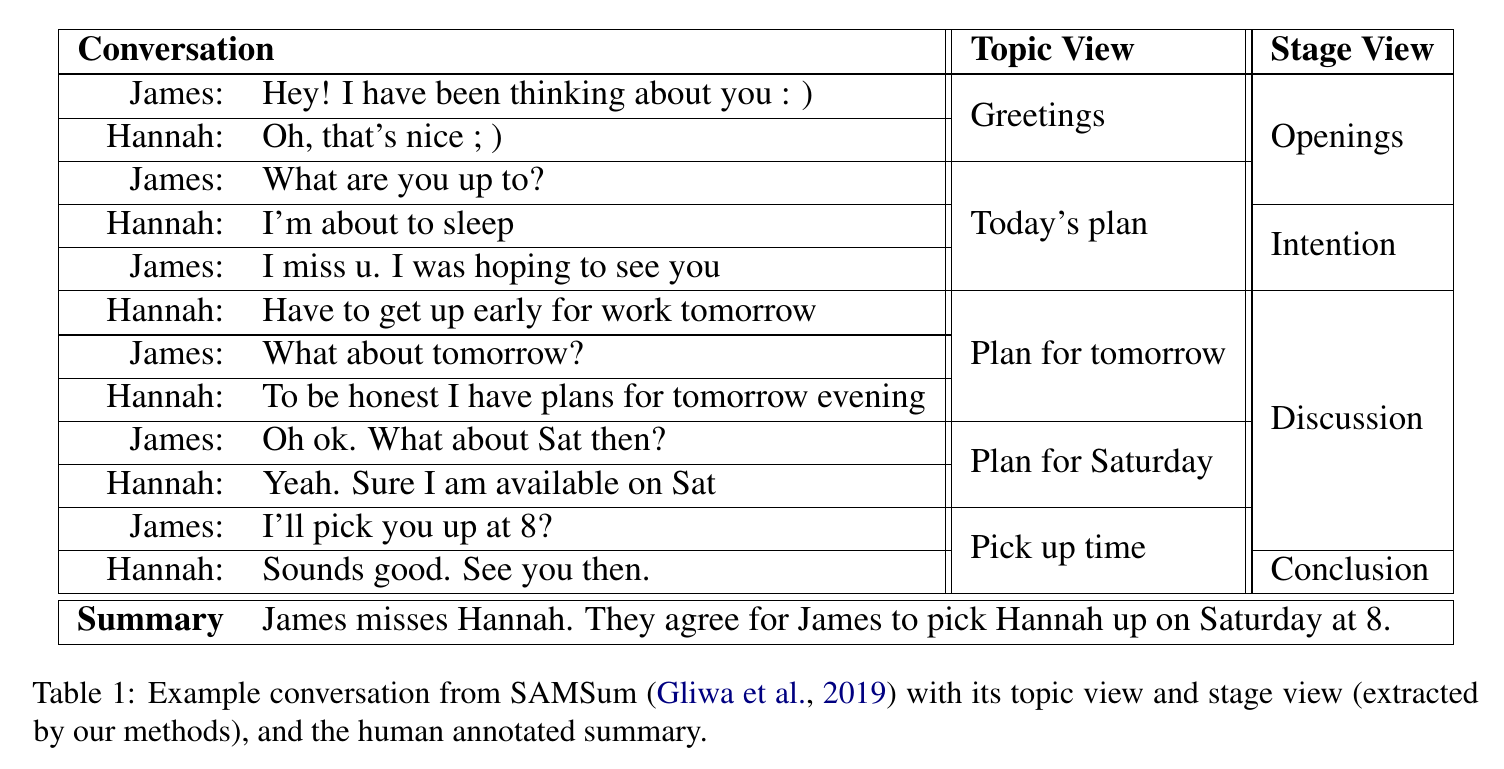 Conversation Topic View Stage View
James: Hey! I have been thinking about you : )
Greetings
Hannah: Oh, that's nice ; )
Openings
James: What are you up to?
Hannah: I'm about to sleep
Today's plan
Intention
James: I miss u. I was hoping to see you
Hannah: Have to get up early for work tomorrow
James: What about tomorrow?
Plan for tomorrow
Hannah: To be honest I have plans for tomorrow evening
Discussion
James: Oh ok. What about Sat then?
Plan for Saturday
Hannah: Yeah. Sure I am available on Sat
James: I'll pick you up at 8?
Pick up time
Hannah: Sounds good. See you then.
Conclusion
Summary James misses Hannah. They agree for James to pick Hannah up on Saturday at 8.
Table 1: Example conversation from SAMSum (Gliwa et al., 2019) with its topic view and stage view (extracted
by our methods), and the human annotated summary.